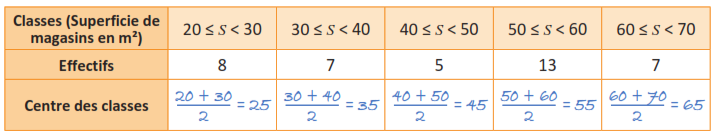 Classes (Superficie de magasins en m²) 20 ≤ S < 30 30 ≤ S < 40 40 ≤ S < 50 50 ≤ S < 60 60 ≤ S < 70
Effectifs 8 7 5 13 7
Centre des classes (20 + 30)/2 = 25 (30 + 40)/2 = 35 (40 + 50)/2 = 45 (50 + 60)/2 = 55 (60 + 70)/2 = 65